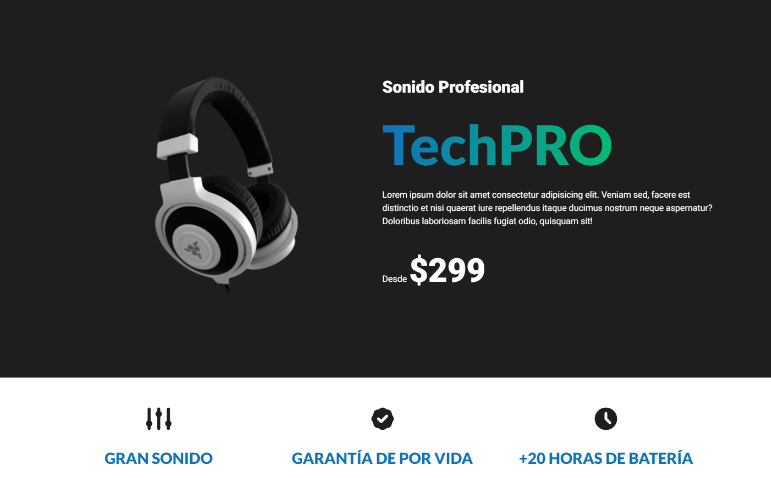 Sonido Profesional
TechPRO
Lorem ipsum dolor sit amet consectetur adipisicing elit. Veniam sed, facere est
distinctio et nisi quaerat iure repellendus itaque ducimus nostrum neque aspernatur?
Doloribus laboriosam facilis fugiat odio, quisquam sit!
Desde $299
GRAN SONIDO
GARANTÍA DE POR VIDA
+20 HORAS DE BATERÍA